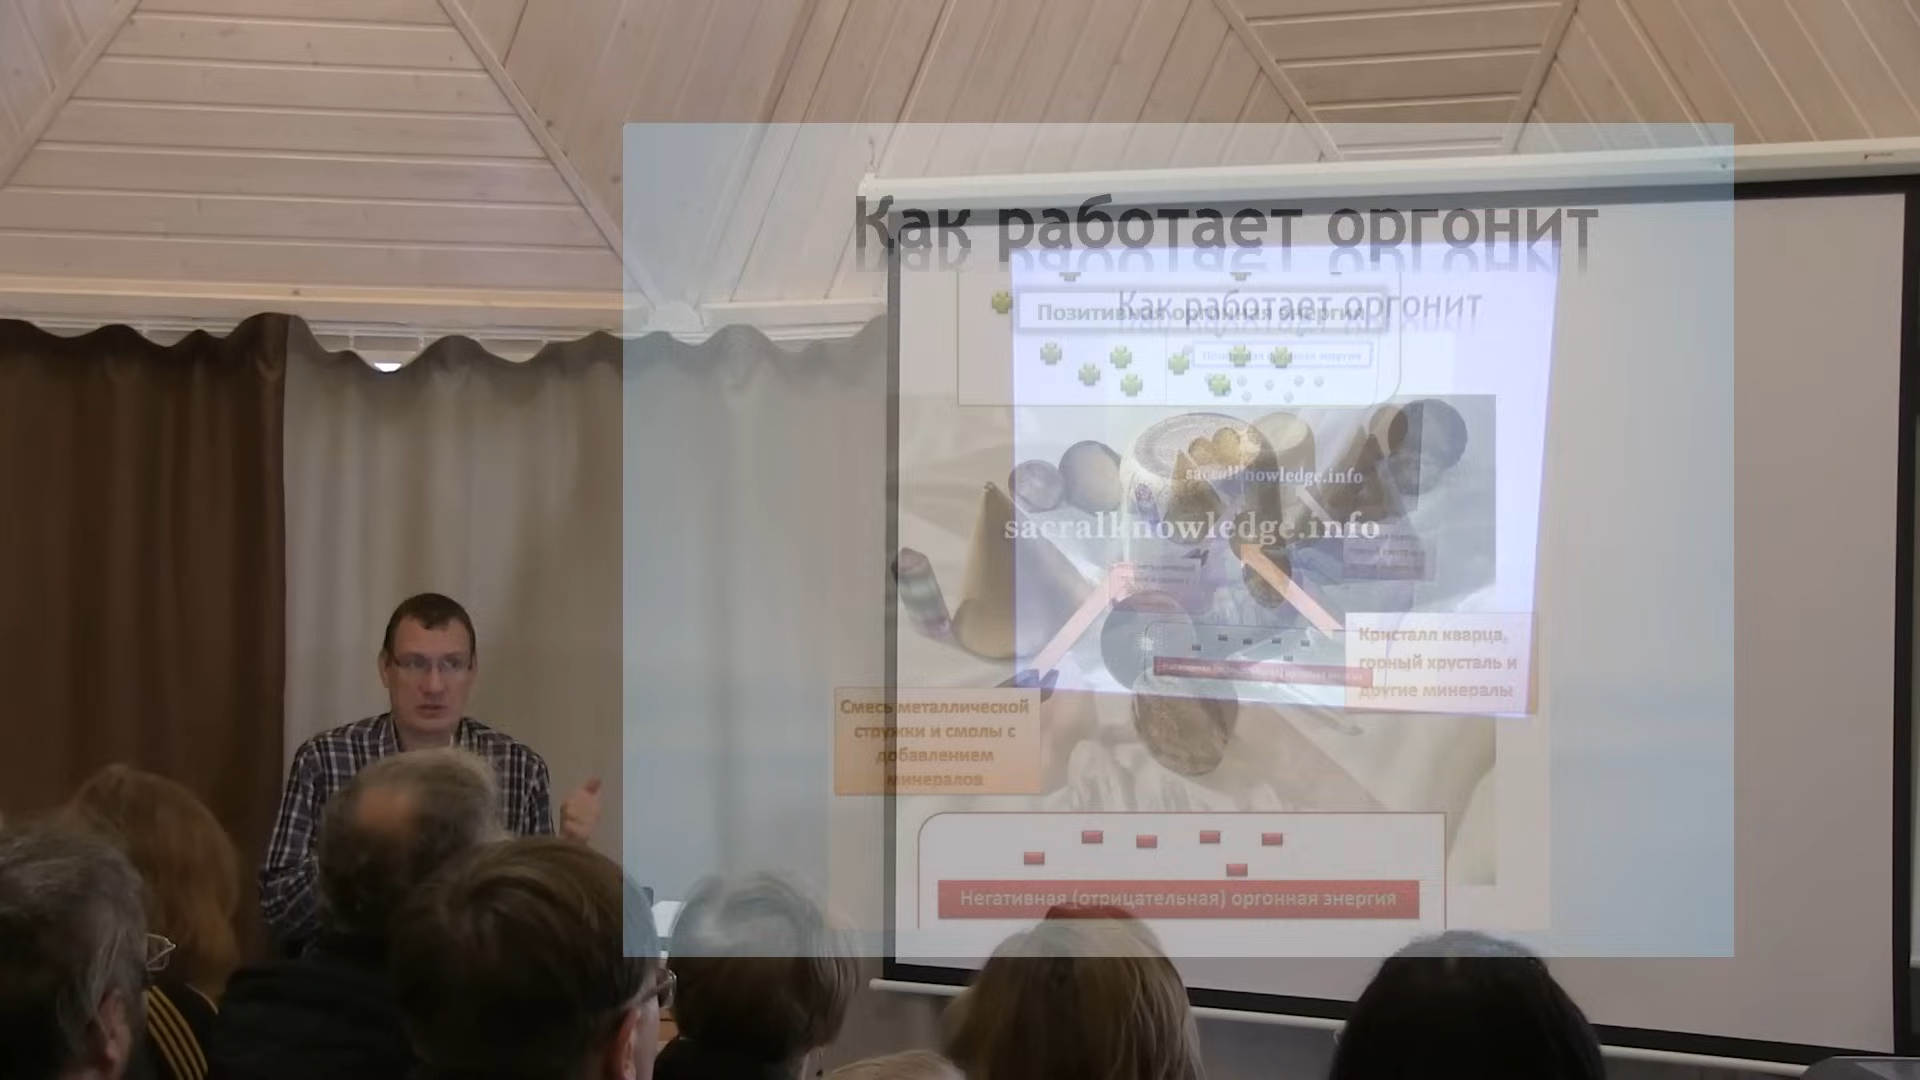 Как работает оргонит
Как работает оргонит
Позитивная оргонная энергия
sacralknowledge.info
sacralknowledge.info
Кристалл кварца,
горный хрусталь и
другие минералы
Смесь металлической
стружки и смолы с
добавлением
минералов
Негативная (отрицательная) оргонная энергия